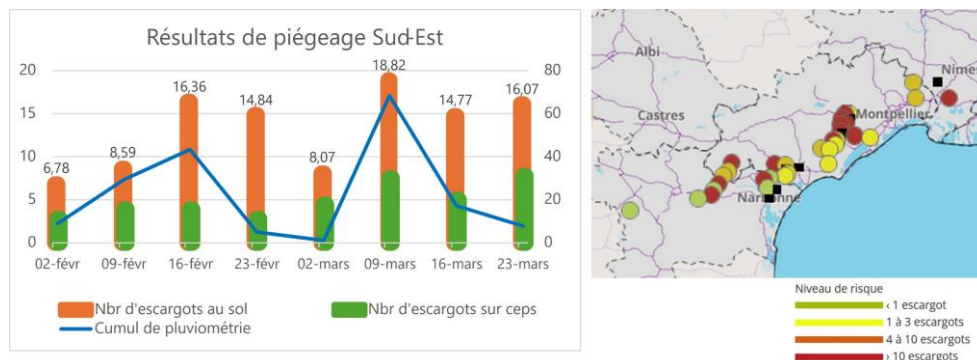 Résultats de piégeage Sud-Est
20
15
10
5
0
80
60
40
20
0
6,78
8,59
16,36
14,84
8,07
18,82
14,77
16,07
02-févr 09-févr 16-févr 23-févr 02-mars 09-mars 16-mars 23-mars
Nbr d'escargots au sol
Nbr d'escargots sur ceps
Cumul de pluviométrie
Albi
Nîmes
Castres
Montpellier
Narbonne
Niveau de risque
‹ 1 escargot
1 à 3 escargots
4 à 10 escargots
› 10 escargots